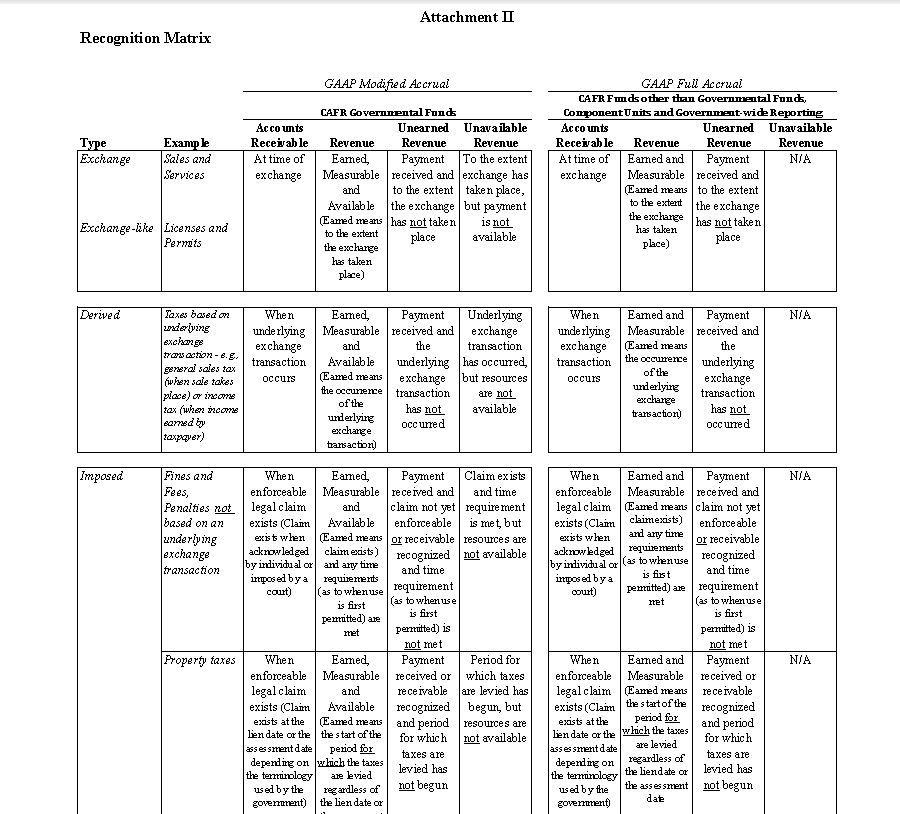 Attachment II
Recognition Matrix
GAAP Modified Accrual
GAAP Full Accrual
CAFR Governmental Funds
CAFR Funds other than Governmental Funds,
Component Units and Government-wide Reporting
Type
Example
Accounts
Receivable
Revenue
Unearned
Revenue
Unavailable
Revenue
Accounts
Receivable
Revenue
Unearned
Revenue
Unavailable
Revenue
Exchange
Exchange-like
Sales and
Services
Licenses and
Permits
At time of
exchange
Earned,
Measurable
and
Available
(Earned means
to the extent
the exchange
has taken
place)
Payment
received and
to the extent
the exchange
has not taken
place
To the extent
exchange has
taken place,
but payment
is not
available
At time of
exchange
Earned and
Measurable
(Earned means
to the extent
the exchange
has taken
place)
Payment
received and
to the extent
the exchange
has not taken
place
N/A
Derived
Taxes based on
underlying
exchange
transaction - e.g.,
general sales tax
(when sale takes
place) or income
tax (when income
earned by
taxpayer)
When
underlying
exchange
transaction
occurs
Earned,
Measurable
and
Available
(Earned means
the occurrence
of the
underlying
exchange
transaction)
Payment
received and
the
underlying
exchange
transaction
has not
occurred
Underlying
exchange
transaction
has occurred,
but resources
are not
available
When
underlying
exchange
transaction
occurs
Earned and
Measurable
(Earned means
the occurrence
of the
underlying
exchange
transaction)
Payment
received and
the
underlying
exchange
transaction
has not
occurred
N/A
Imposed
Fines and
Fees,
Penalties not
based on an
underlying
exchange
transaction
When
enforceable
legal claim
exists (Claim
exists when
acknowledged
by individual or
imposed by a
court)
Earned,
Measurable
and
Available
(Earned means
claim exists)
and any time
requirements
(as to when use
is first
permitted) are
met
Payment
received and
claim not yet
enforceable
or receivable
recognized
and time
requirement
(as to when use
is first
permitted) is
not met
Claim exists
and time
requirement
is met, but
resources are
not available
When
enforceable
legal claim
exists (Claim
exists when
acknowledged
by individual or
imposed by a
court)
Earned and
Measurable
(Earned means
claim exists)
and any time
requirements
(as to when use
is first
permitted) are
met
Payment
received and
claim not yet
enforceable
or receivable
recognized
and time
requirement
(as to when use
is first
permitted) is
not met
N/A
Property taxes
When
enforceable
legal claim
exists (Claim
exists at the
lien date or the
assessment date
depending on
the terminology
used by the
government)
Earned,
Measurable
and
Available
(Earned means
the start of the
period for
which the taxes
are levied
regardless of
the lien date or
Payment
received or
receivable
recognized
and period
for which
taxes are
levied has
not begun
Period for
which taxes
are levied has
begun, but
resources are
not available
When
enforceable
legal claim
exists (Claim
exists at the
lien date or the
assessment date
depending on
the terminology
used by the
government)
Earned and
Measurable
(Earned means
the start of the
period for
which the taxes
are levied
regardless of
the lien date or
the assessment
date
Payment
received or
receivable
recognized
and period
for which
taxes are
levied has
not begun
N/A